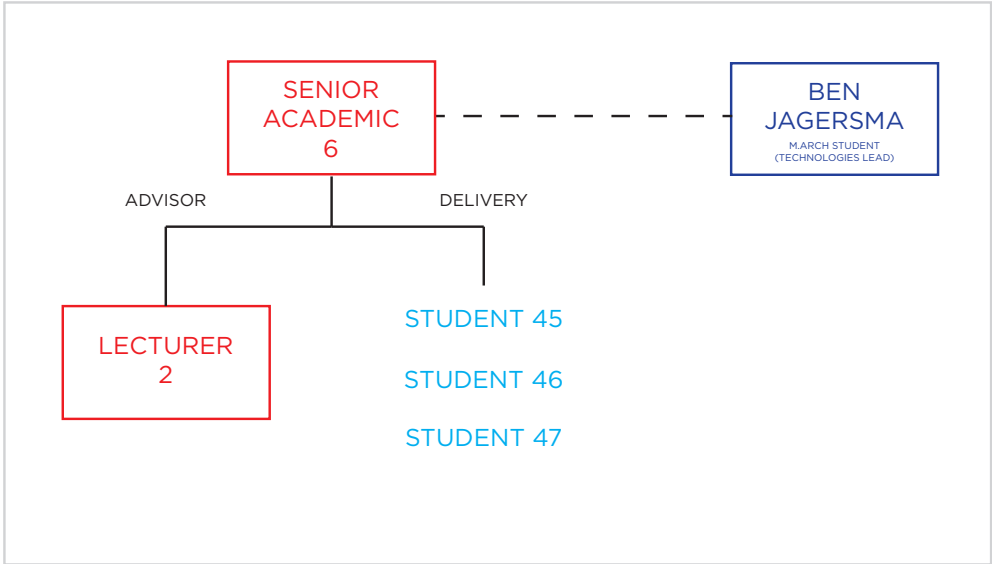 SENIOR
ACADEMIC
6
BEN
JAGERSMA
M.ARCH STUDENT
(TECHNOLOGIES LEAD)
ADVISOR
DELIVERY
LECTURER
2
STUDENT 45
STUDENT 46
STUDENT 47